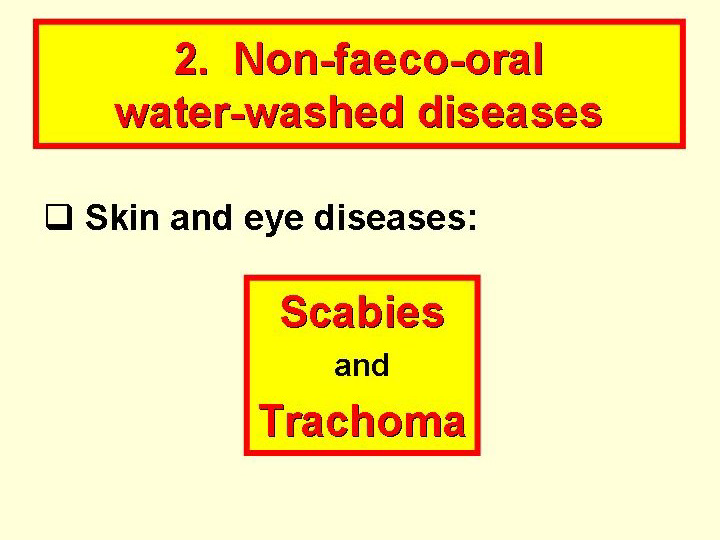 2. Non-faeco-oral
water-washed diseases
❑ Skin and eye diseases:
Scabies
and
Trachoma